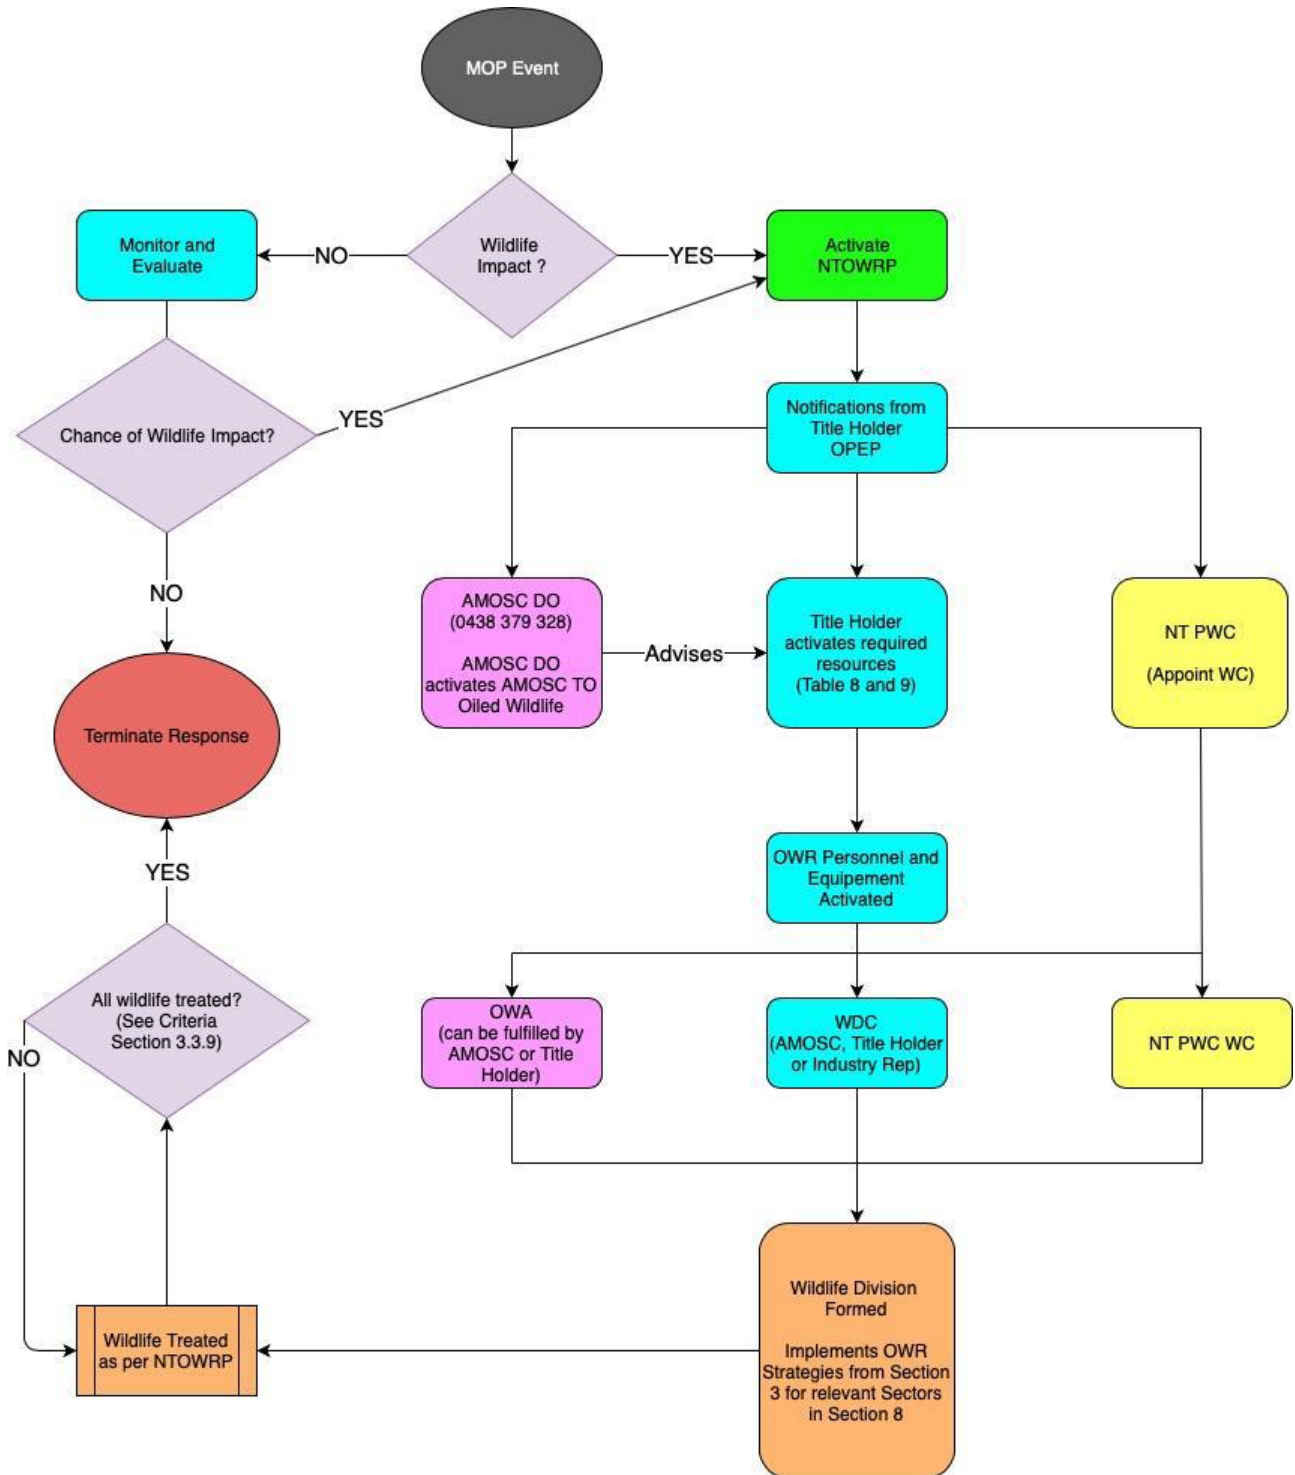 MOP Event
Wildlife
Impact ?
NO
YES
Monitor and
Evaluate
Activate
NTOWRP
Chance of Wildlife Impact?
YES
NO
Notifications from
Title Holder
OPEP
AMOSC DO
(0438 379 328)
AMOSC DO
activates AMOSC TO
Oiled Wildlife
Advises
Title Holder
activates required
resources
(Table 8 and 9)
NT PWC
(Appoint WC)
Terminate Response
OWR Personnel and
Equipement
Activated
YES
All wildlife treated?
(See Criteria
Section 3.3.9)
NO
OWA
(can be fulfilled by
AMOSC or Title
Holder)
WDC
(AMOSC, Title Holder
or Industry Rep)
NT PWC WC
Wildlife Division
Formed
Implements OWR
Strategies from Section
3 for relevant Sectors
in Section 8
Wildlife Treated
as per NTOWRP